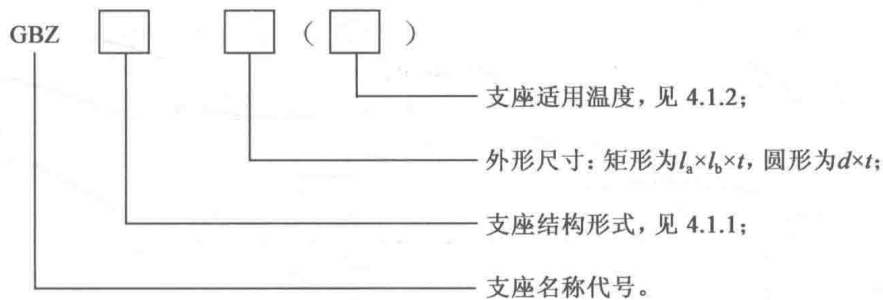 GBZ ( )
支座适用温度，见 4.1.2；
外形尺寸：矩形为lₐ×l_b×t，圆形为d×t；
支座结构形式，见 4.1.1；
支座名称代号。